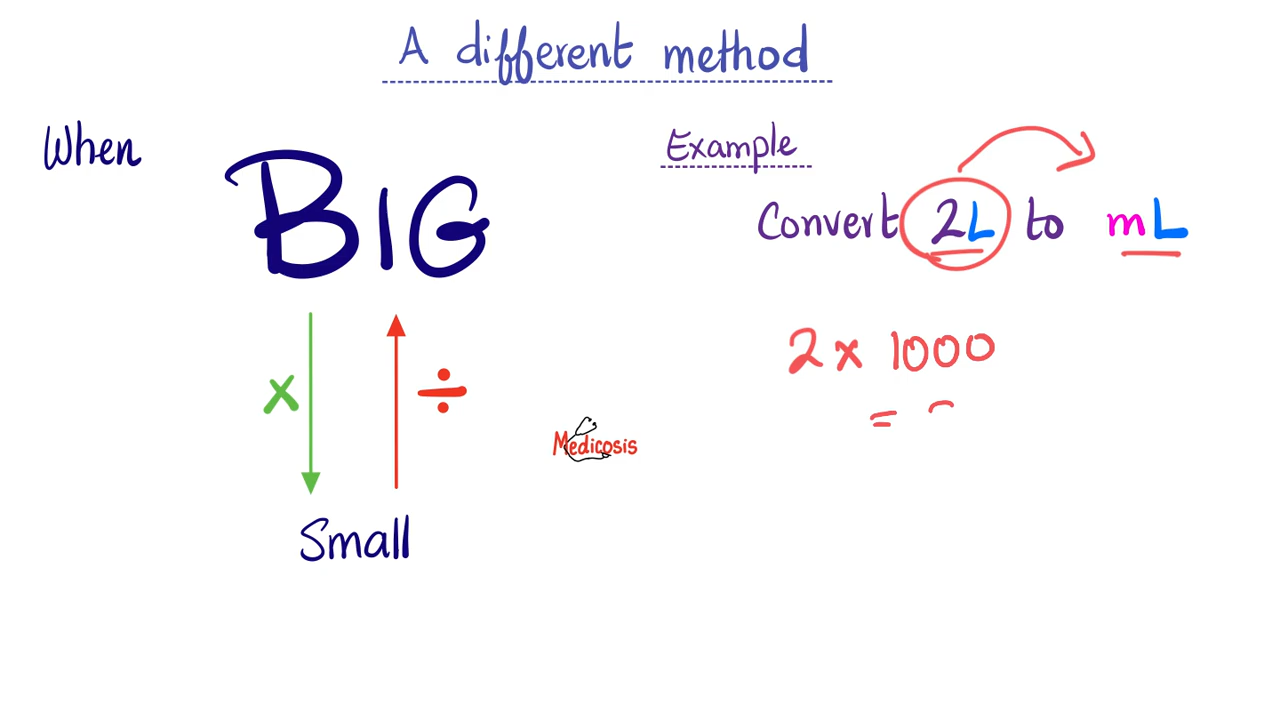 A different method
When
BIG
×
÷
Small
Example
Convert 2L to mL
2 x 1000
=
Medicosis